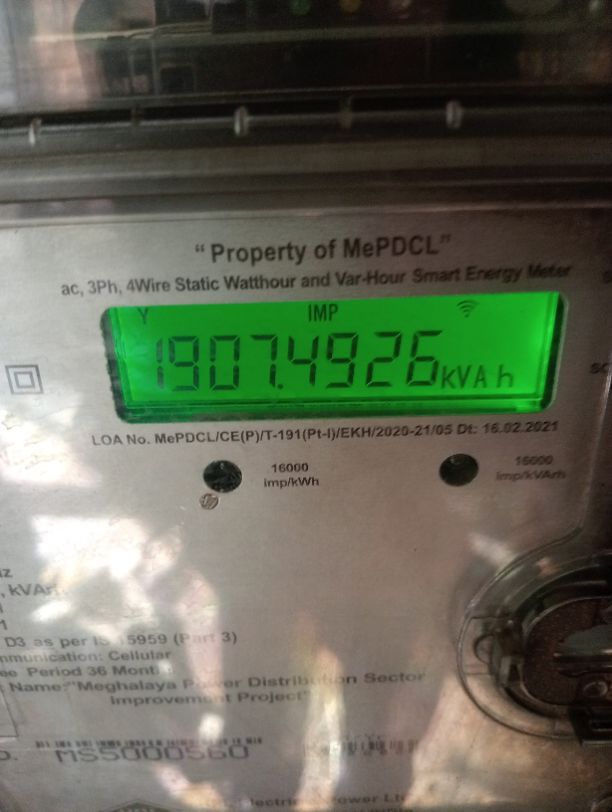 “ Property of MePDCL”
ac, 3Ph, 4Wire Static Watthour and Var-Hour Smart Energy Meter
Y IMP
1907.4926 kVAh
LOA No. MePDCL/CE(P)/T-191(Pt-I)/EKH/2020-21/05 Dt: 16.02.2021
16000 imp/kWh
16000 imp/kVArh
, kVArh
D3 as per IS 15959 (Part 3)
Communication: Cellular
Period 36 Month
Name:"Meghalaya Power Distribution Sector
Improvement Project"
MS5000560